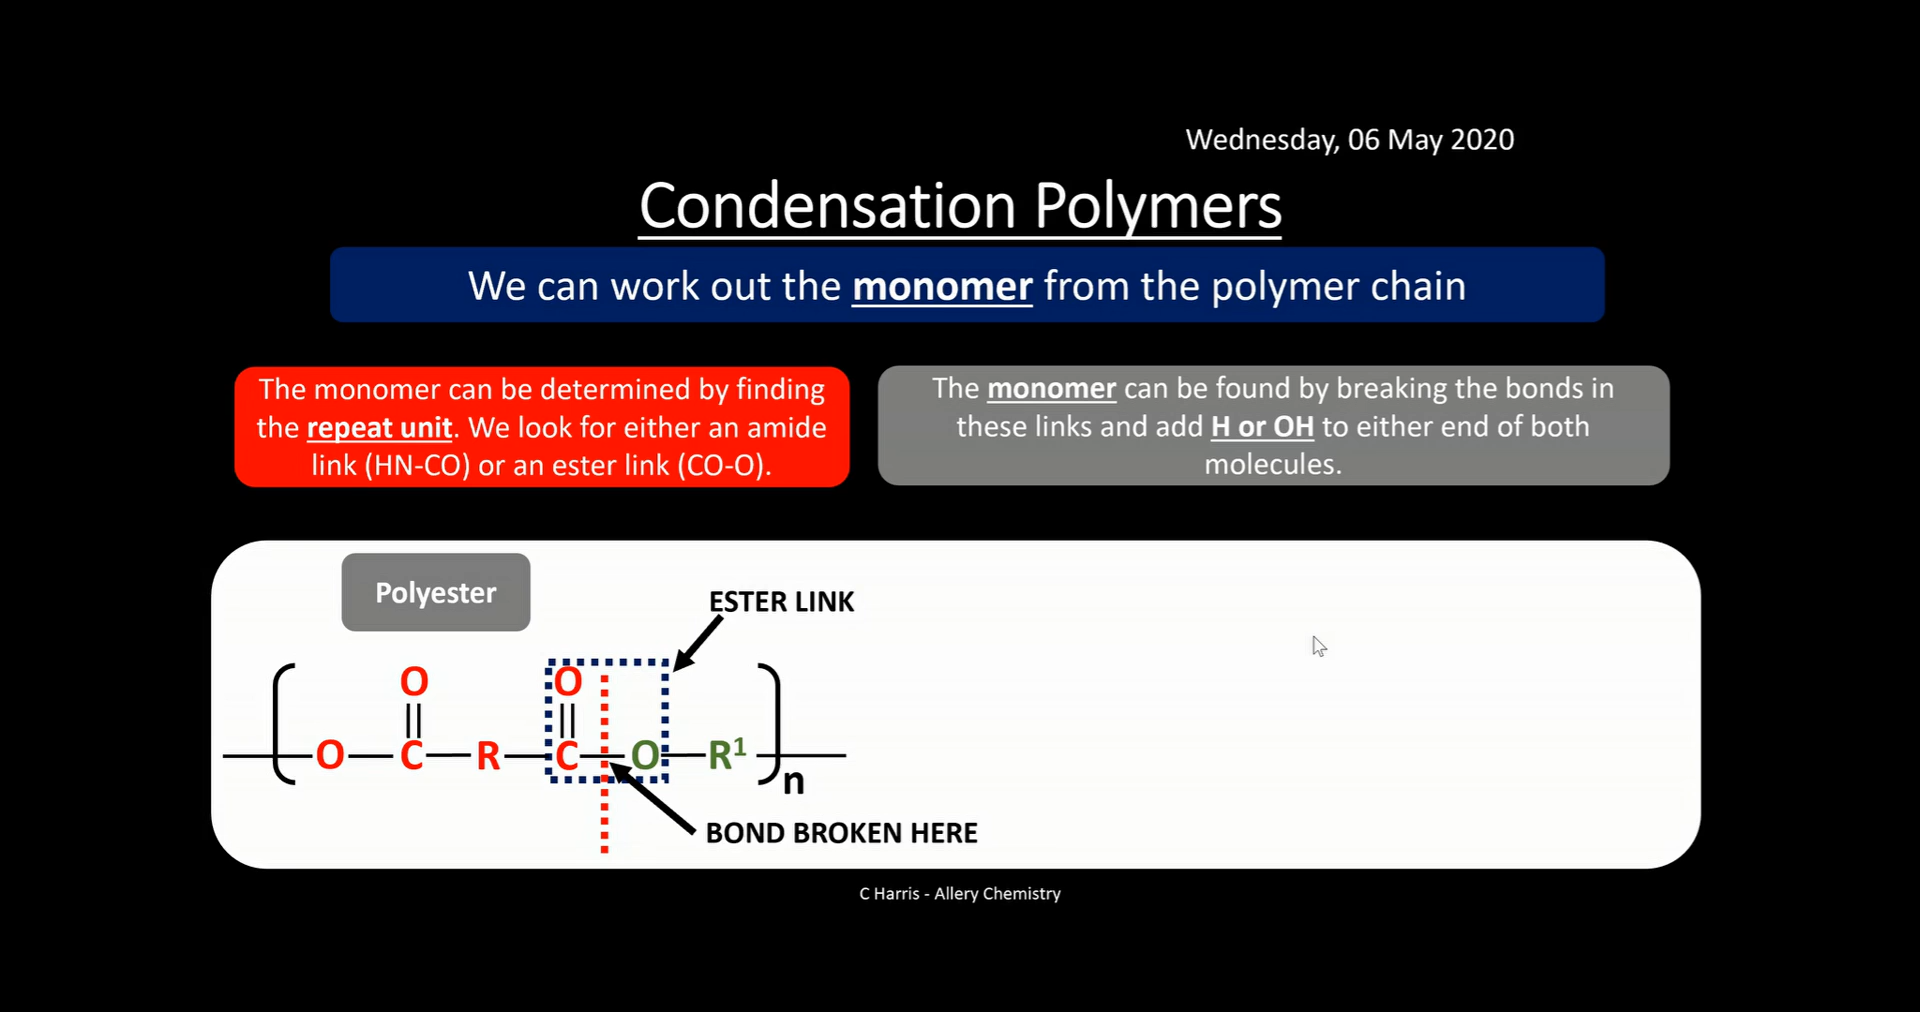 Wednesday, 06 May 2020
Condensation Polymers
We can work out the monomer from the polymer chain
The monomer can be determined by finding
the repeat unit. We look for either an amide
link (HN-CO) or an ester link (CO-O).
The monomer can be found by breaking the bonds in
these links and add H or OH to either end of both
molecules.
Polyester
ESTER LINK
O O
O C R C O R¹
n
BOND BROKEN HERE
C Harris - Allery Chemistry